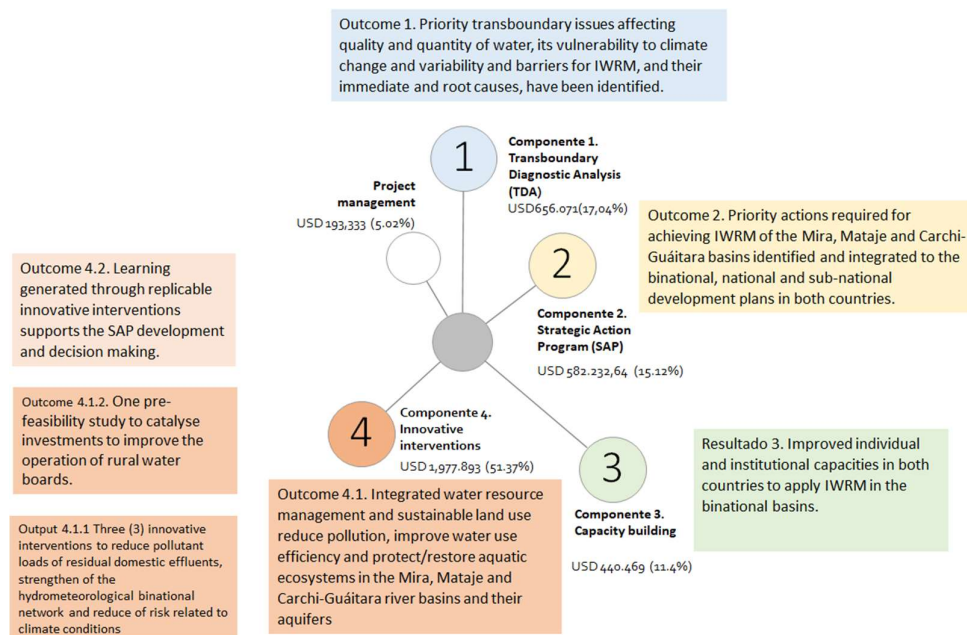 Outcome 1. Priority transboundary issues affecting
quality and quantity of water, its vulnerability to climate
change and variability and barriers for IWRM, and their
immediate and root causes, have been identified.
1
Componente 1.
Transboundary
Diagnostic Analysis
(TDA)
USD656.071(17,04%)
Project
management
USD 193,333 (5.02%)
Outcome 2. Priority actions required for
achieving IWRM of the Mira, Mataje and Carchi-
Guáitara basins identified and integrated to the
binational, national and sub-national
development plans in both countries.
2
Componente 2.
Strategic Action
Program (SAP)
USD 582.232,64 (15.12%)
Outcome 4.2. Learning
generated through replicable
innovative interventions
supports the SAP development
and decision making.
Outcome 4.1.2. One pre-
feasibility study to catalyse
investments to improve the
operation of rural water
boards.
4
Componente 4.
Innovative
interventions
USD 1,977.893 (51.37%)
3
Componente 3.
Capacity building
USD 440.469 (11.4%)
Resultado 3. Improved individual
and institutional capacities in both
countries to apply IWRM in the
binational basins.
Outcome 4.1. Integrated water resource
management and sustainable land use
reduce pollution, improve water use
efficiency and protect/restore aquatic
ecosystems in the Mira, Mataje and
Carchi-Guáitara river basins and their
aquifers
Output 4.1.1 Three (3) innovative
interventions to reduce pollutant
loads of residual domestic effluents,
strengthen of the
hydrometeorological binational
network and reduce of risk related to
climate conditions